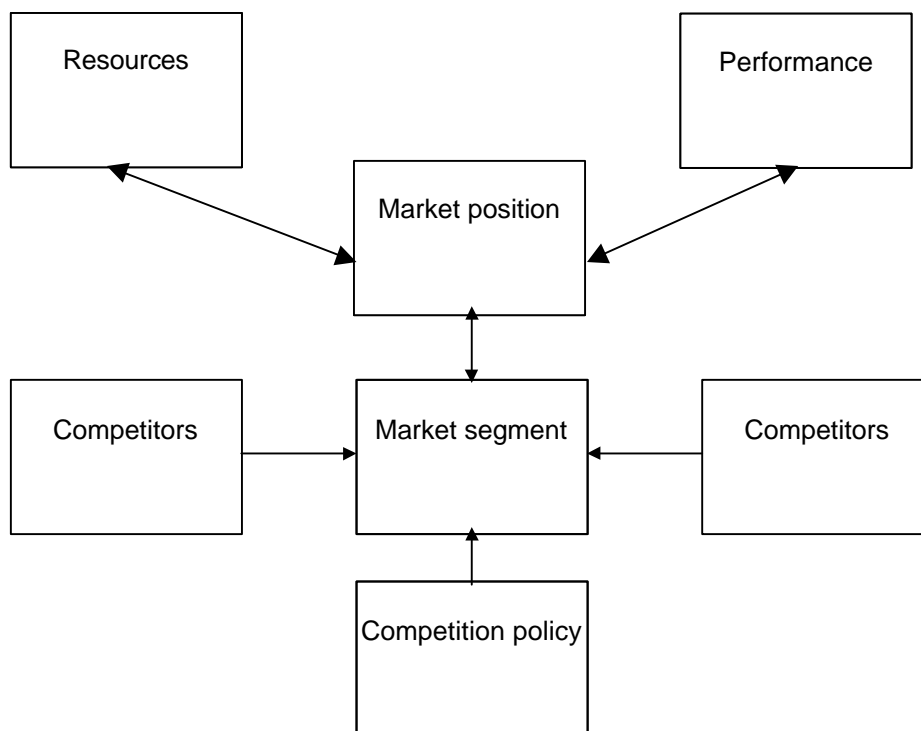 Resources
Performance
Market position
Competitors
Market segment
Competitors
Competition policy